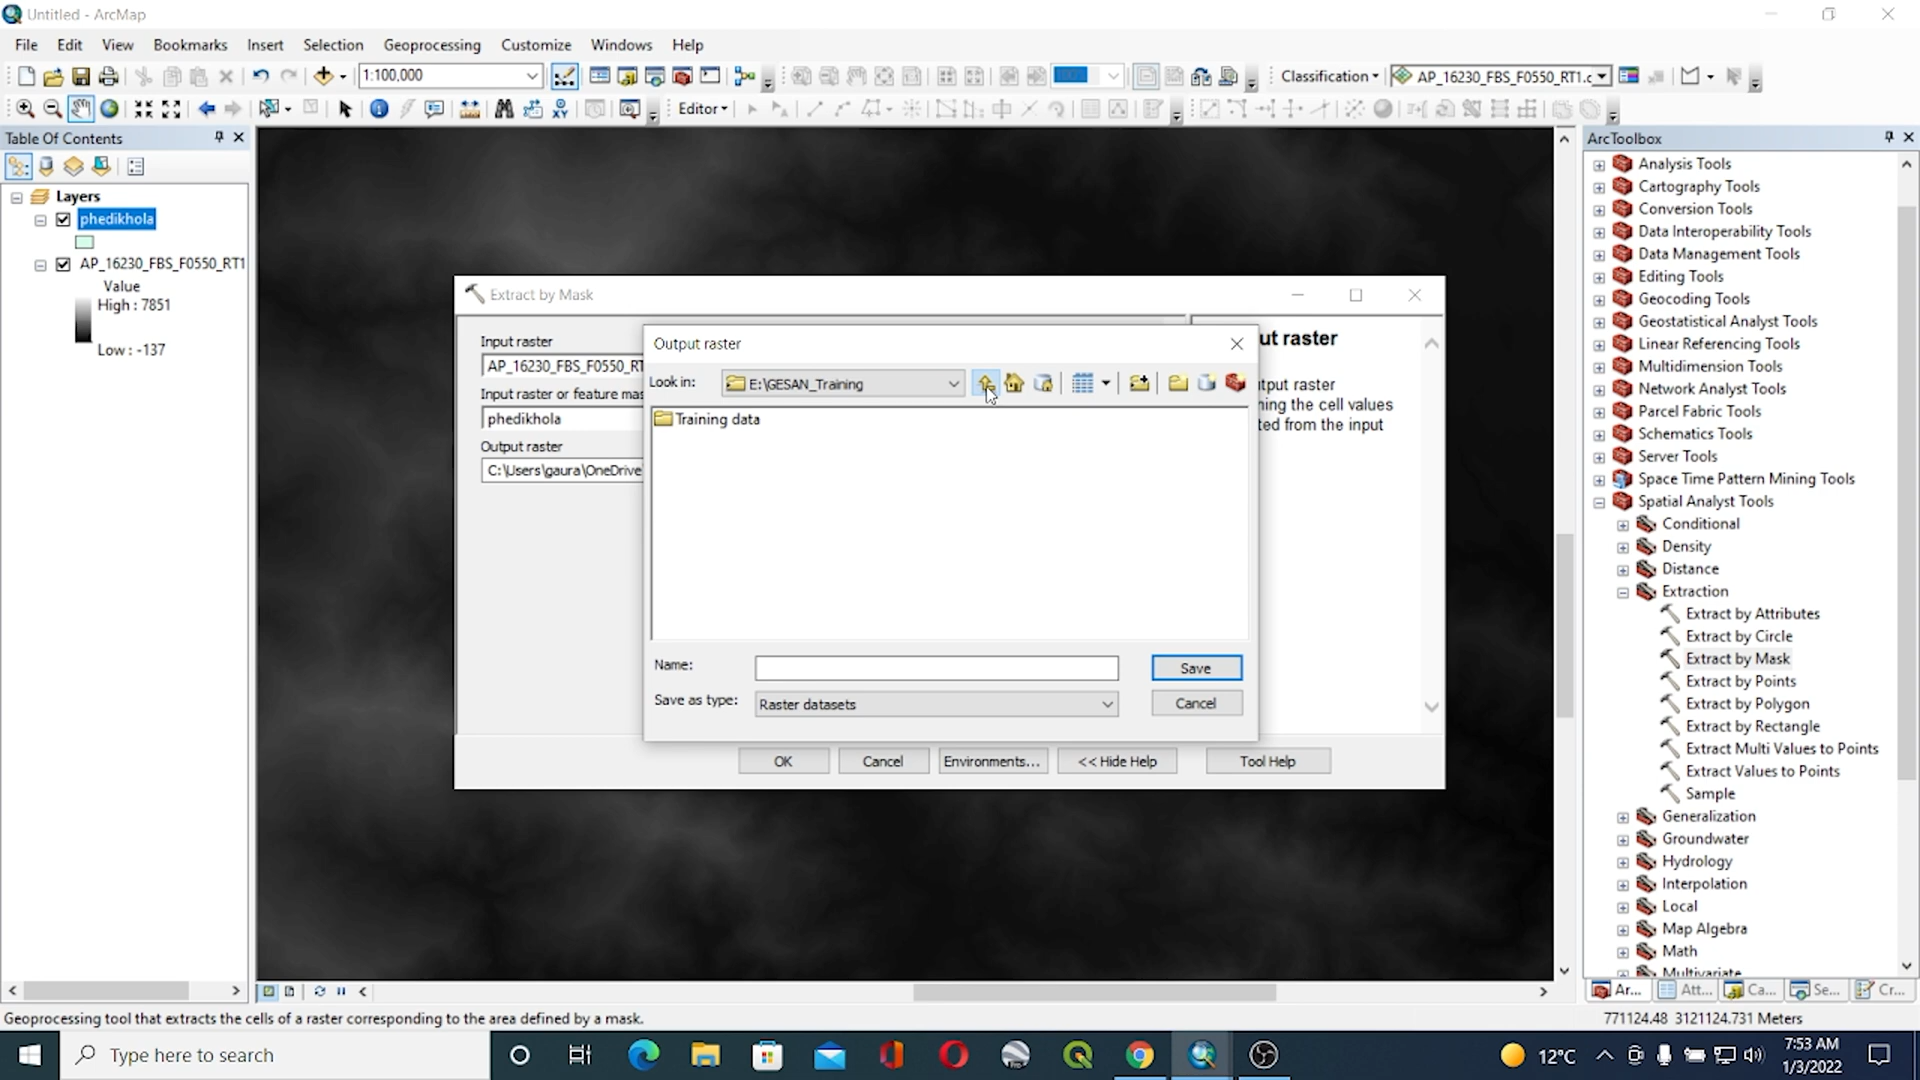 Untitled - ArcMap
File Edit View Bookmarks Insert Selection Geoprocessing Customize Windows Help
1:100,000
Classification
AP_16230_FBS_F0550_RT1.c
Editor
Table Of Contents
Layers
phedikhola
AP_16230_FBS_F0550_RT1
Value
High : 7851
Low : -137
Extract by Mask
Input raster
AP_16230_FBS_F0550_RT
Input raster or feature mas
phedikhola
Output raster
C:\Users\gaura\OneDrive
Output raster
Look in:
E:\GESAN_Training
Training data
Name:
Save
Save as type:
Raster datasets
Cancel
ut raster
tput raster
ning the cell values
ted from the input
OK
Cancel
Environments...
<< Hide Help
Tool Help
ArcToolbox
Analysis Tools
Cartography Tools
Conversion Tools
Data Interoperability Tools
Data Management Tools
Editing Tools
Geocoding Tools
Geostatistical Analyst Tools
Linear Referencing Tools
Multidimension Tools
Network Analyst Tools
Parcel Fabric Tools
Schematics Tools
Server Tools
Space Time Pattern Mining Tools
Spatial Analyst Tools
Conditional
Density
Distance
Extraction
Extract by Attributes
Extract by Circle
Extract by Mask
Extract by Points
Extract by Polygon
Extract by Rectangle
Extract Multi Values to Points
Extract Values to Points
Sample
Generalization
Groundwater
Hydrology
Interpolation
Local
Map Algebra
Math
Multivariate
Ar... Att... Ca... Se... Cr...
Geoprocessing tool that extracts the cells of a raster corresponding to the area defined by a mask.
771124.48 3121124.731 Meters
Type here to search
12°C
7:53 AM
1/3/2022